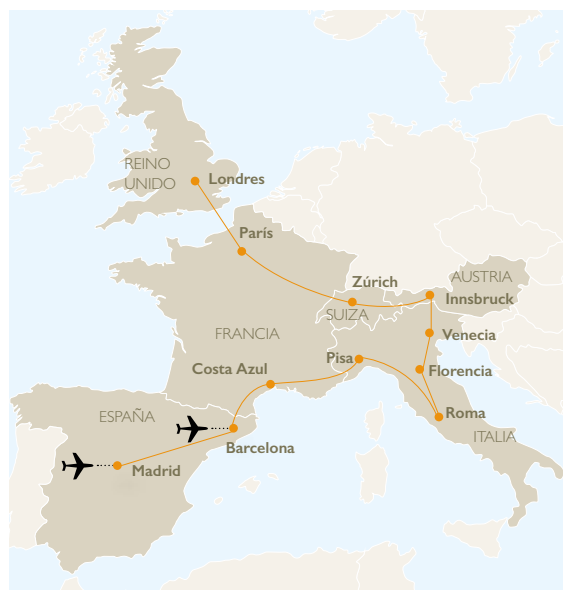 REINO
UNIDO
Londres
París
Zúrich
AUSTRIA
Innsbruck
SUIZA
FRANCIA
Venecia
Pisa
Costa Azul
Florencia
ESPAÑA
Roma
ITALIA
Barcelona
Madrid